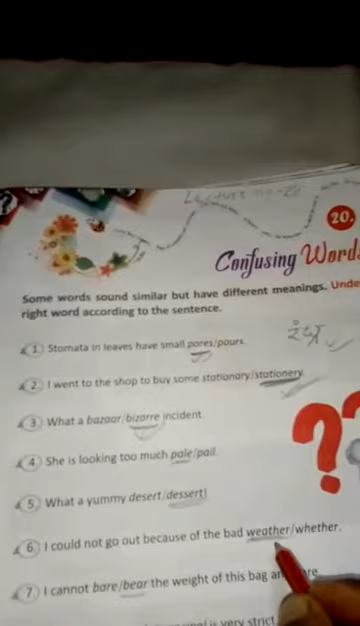 20.
Confusing Words
Some words sound similar but have different meanings. Unde
right word according to the sentence.
1. Stomata in leaves have small pores/pours.
2. I went to the shop to buy some stationary/stationery.
3. What a bazaar/bizarre incident.
4. She is looking too much pale/pail.
5. What a yummy desert/dessert!
6. I could not go out because of the bad weather/whether.
7. I cannot bare/bear the weight of this bag an
is very strict